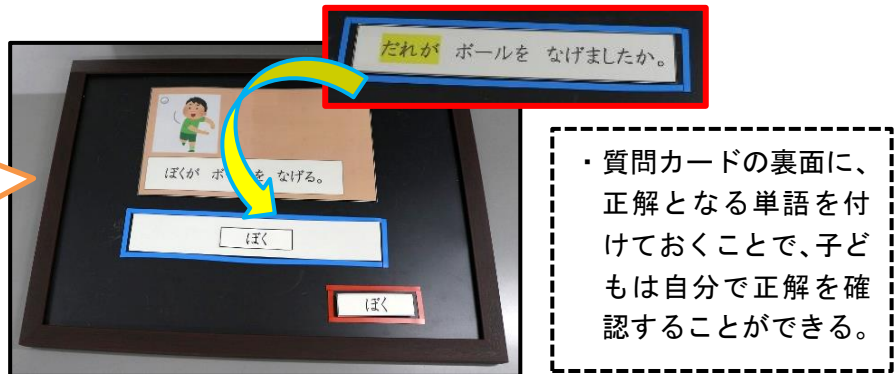 だれが ボールを なげましたか。
ぼくが ボ を なげる。
ぼく
ぼく
・質問カードの裏面に、
正解となる単語を付
けておくことで、子ど
もは自分で正解を確
認することができる。